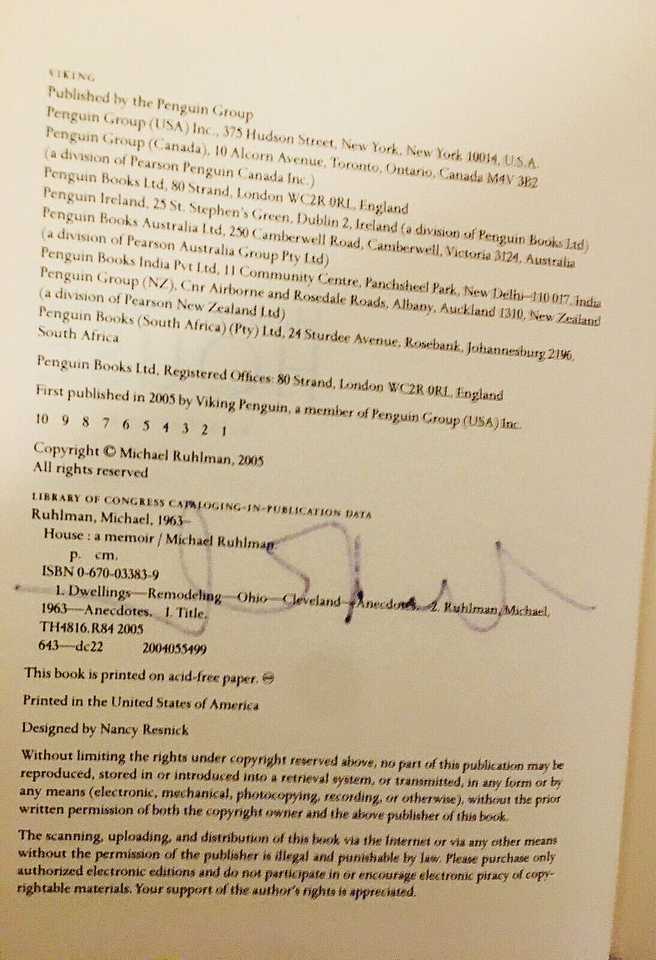 VIKING
Published by the Penguin Group
Penguin Group (USA) Inc., 375 Hudson Street, New York, New York 10014, U.S.A.
Penguin Group (Canada), 10 Alcorn Avenue, Toronto, Ontario, Canada M4V 3B2
(a division of Pearson Penguin Canada Inc.)
Penguin Books Ltd, 80 Strand, London WC2R 0RL, England
Penguin Ireland, 25 St. Stephen's Green, Dublin 2, Ireland (a division of Penguin Books Ltd)
Penguin Books Australia Ltd, 250 Camberwell Road, Camberwell, Victoria 3124, Australia
(a division of Pearson Australia Group Pty Ltd)
Penguin Books India Pvt Ltd, 11 Community Centre, Panchsheel Park, New Delhi—110 017, India
Penguin Group (NZ), Cnr Airborne and Rosedale Roads, Albany, Auckland 1310, New Zealand
(a division of Pearson New Zealand Ltd)
Penguin Books (South Africa) (Pty) Ltd, 24 Sturdee Avenue, Rosebank, Johannesburg 2196,
South Africa
Penguin Books Ltd, Registered Offices: 80 Strand, London WC2R 0RL, England
First published in 2005 by Viking Penguin, a member of Penguin Group (USA) Inc.
10 9 8 7 6 5 4 3 2 1
Copyright © Michael Ruhlman, 2005
All rights reserved
LIBRARY OF CONGRESS CATALOGING-IN-PUBLICATION DATA
Ruhlman, Michael, 1963–
House : a memoir / Michael Ruhlman.
p. cm.
ISBN 0-670-03383-9
1. Dwellings—Remodeling—Ohio—Cleveland—Anecdotes. 2. Ruhlman, Michael,
1963—Anecdotes. I. Title.
TH4816.R84 2005
643—dc22 2004055499
This book is printed on acid-free paper. ♾
Printed in the United States of America
Designed by Nancy Resnick
Without limiting the rights under copyright reserved above, no part of this publication may be
reproduced, stored in or introduced into a retrieval system, or transmitted, in any form or by
any means (electronic, mechanical, photocopying, recording, or otherwise), without the prior
written permission of both the copyright owner and the above publisher of this book.
The scanning, uploading, and distribution of this book via the Internet or via any other means
without the permission of the publisher is illegal and punishable by law. Please purchase only
authorized electronic editions and do not participate in or encourage electronic piracy of copy-
rightable materials. Your support of the author's rights is appreciated.